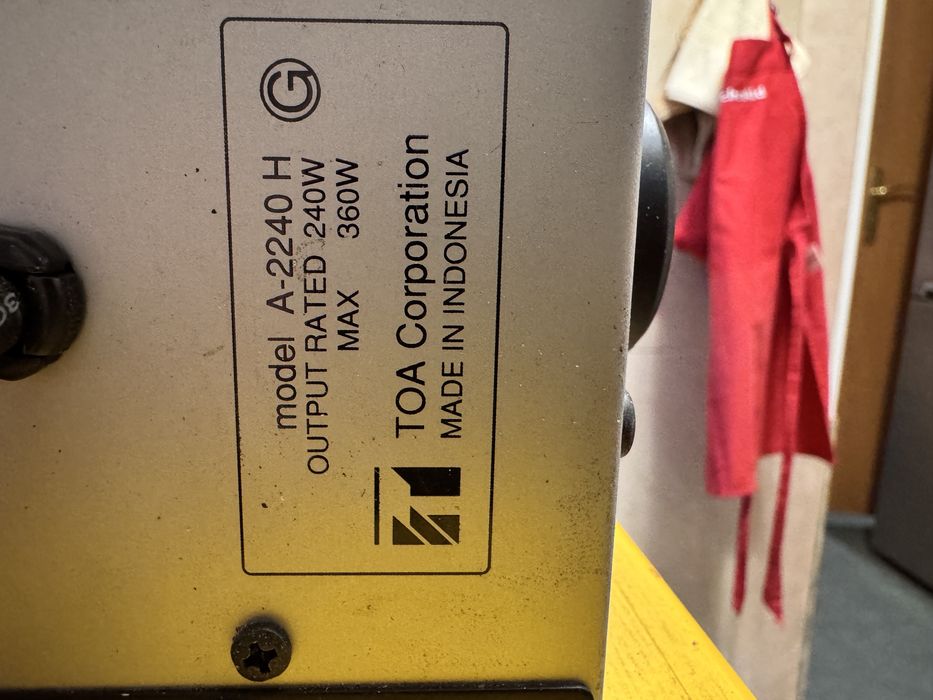 model A-2240 H
G
OUTPUT RATED 240W
MAX 360W
TOA Corporation
MADE IN INDONESIA